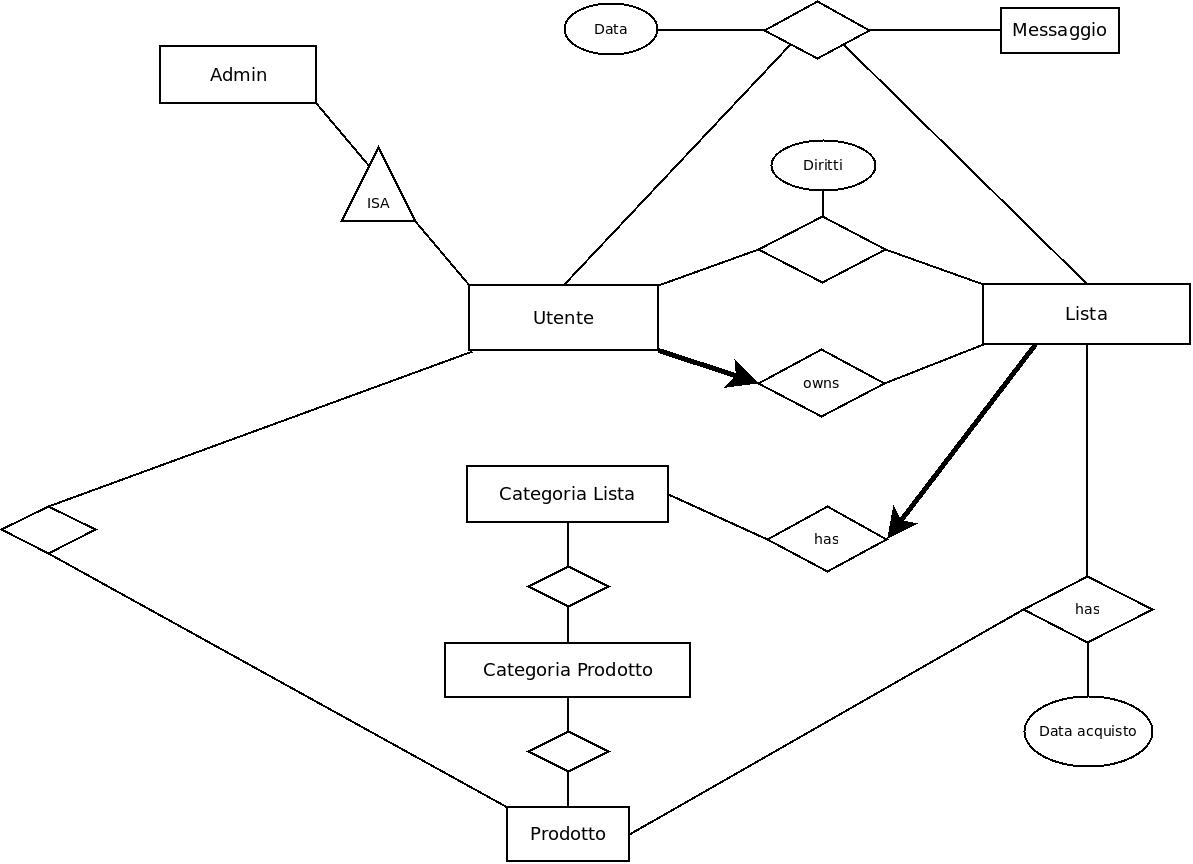 Data
Messaggio
Admin
Diritti
ISA
Utente
Lista
owns
Categoria Lista
has
has
Categoria Prodotto
Data acquisto
Prodotto